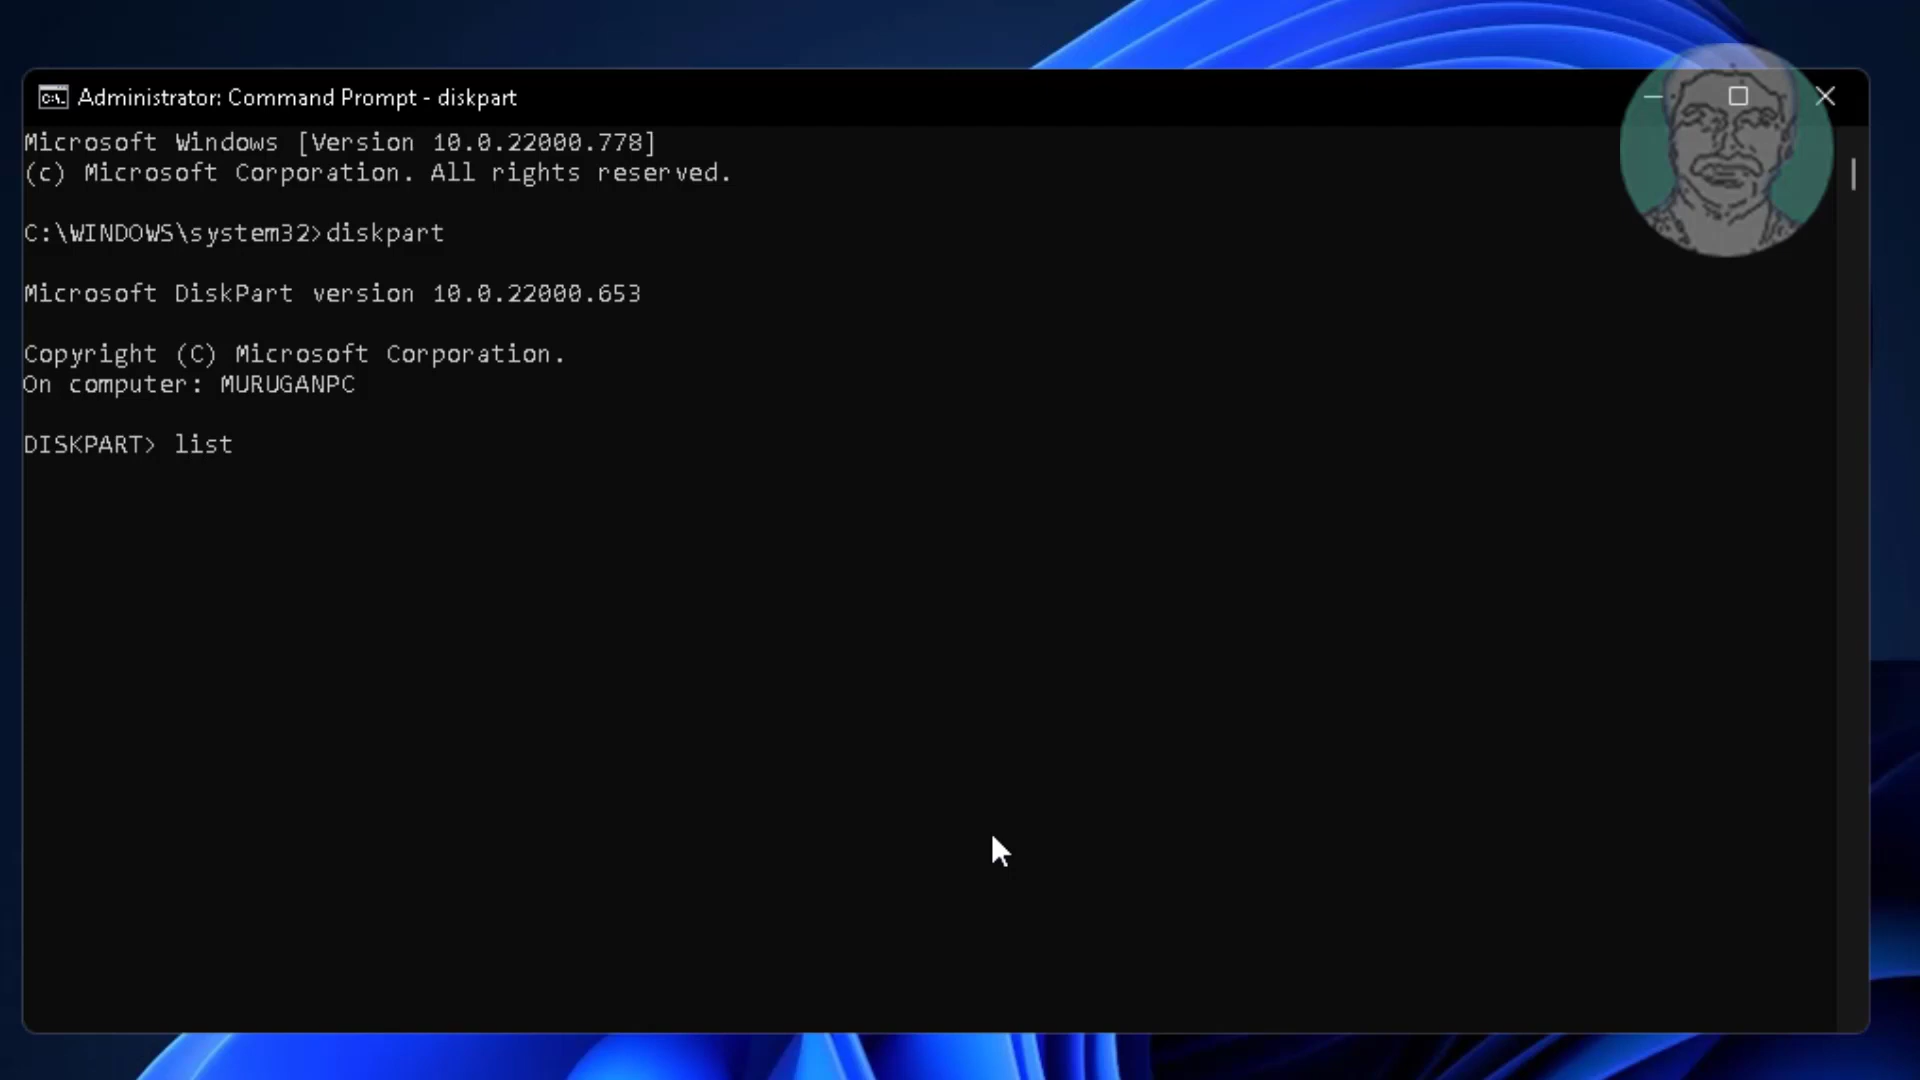 Administrator: Command Prompt - diskpart
Microsoft Windows [Version 10.0.22000.778]
(c) Microsoft Corporation. All rights reserved.
C:\WINDOWS\system32>diskpart
Microsoft DiskPart version 10.0.22000.653
Copyright (C) Microsoft Corporation.
On computer: MURUGANPC
DISKPART> list